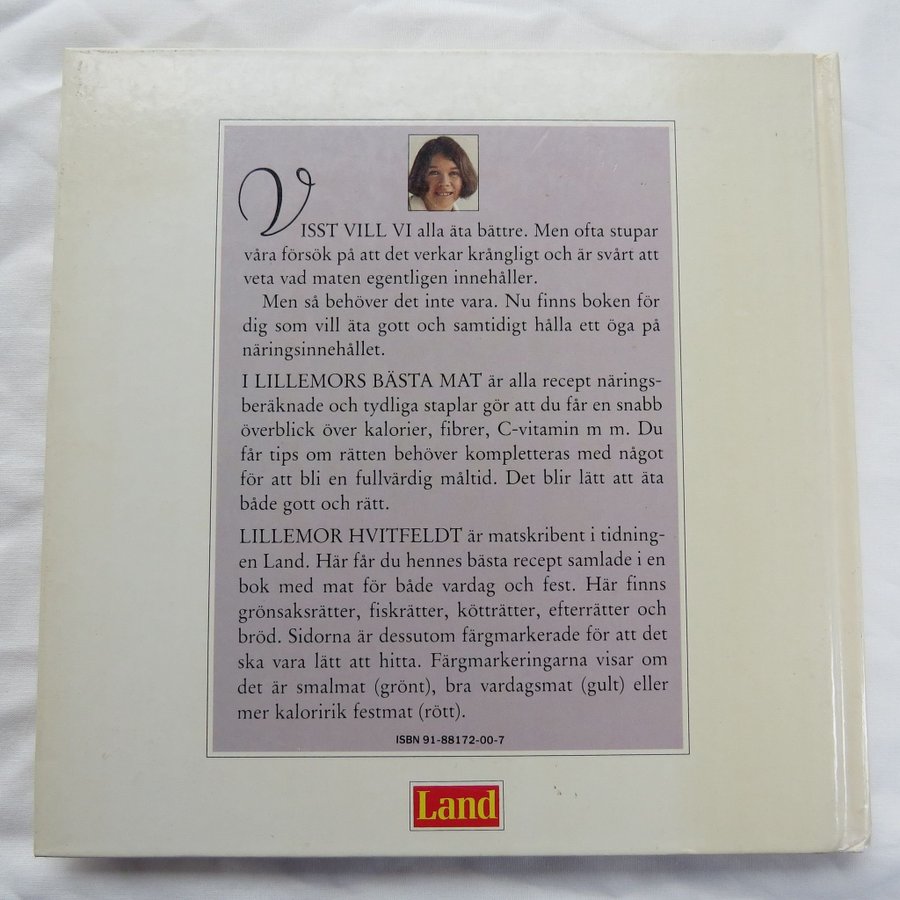 VISST VILL VI alla äta bättre. Men ofta stupar
våra försök på att det verkar krångligt och är svårt att
veta vad maten egentligen innehåller.
Men så behöver det inte vara. Nu finns boken för
dig som vill äta gott och samtidigt hålla ett öga på
näringsinnehållet.
I LILLEMORS BÄSTA MAT är alla recept närings-
beräknade och tydliga staplar gör att du får en snabb
överblick över kalorier, fibrer, C-vitamin m m. Du
får tips om rätten behöver kompletteras med något
för att bli en fullvärdig måltid. Det blir lätt att äta
både gott och rätt.
LILLEMOR HVITFELDT är matskribent i tidning-
en Land. Här får du hennes bästa recept samlade i en
bok med mat för både vardag och fest. Här finns
grönsaksrätter, fiskrätter, kötträtter, efterrätter och
bröd. Sidorna är dessutom färgmarkerade för att det
ska vara lätt att hitta. Färgmarkeringarna visar om
det är smalmat (grönt), bra vardagsmat (gult) eller
mer kaloririk festmat (rött).
ISBN 91-88172-00-7
Land